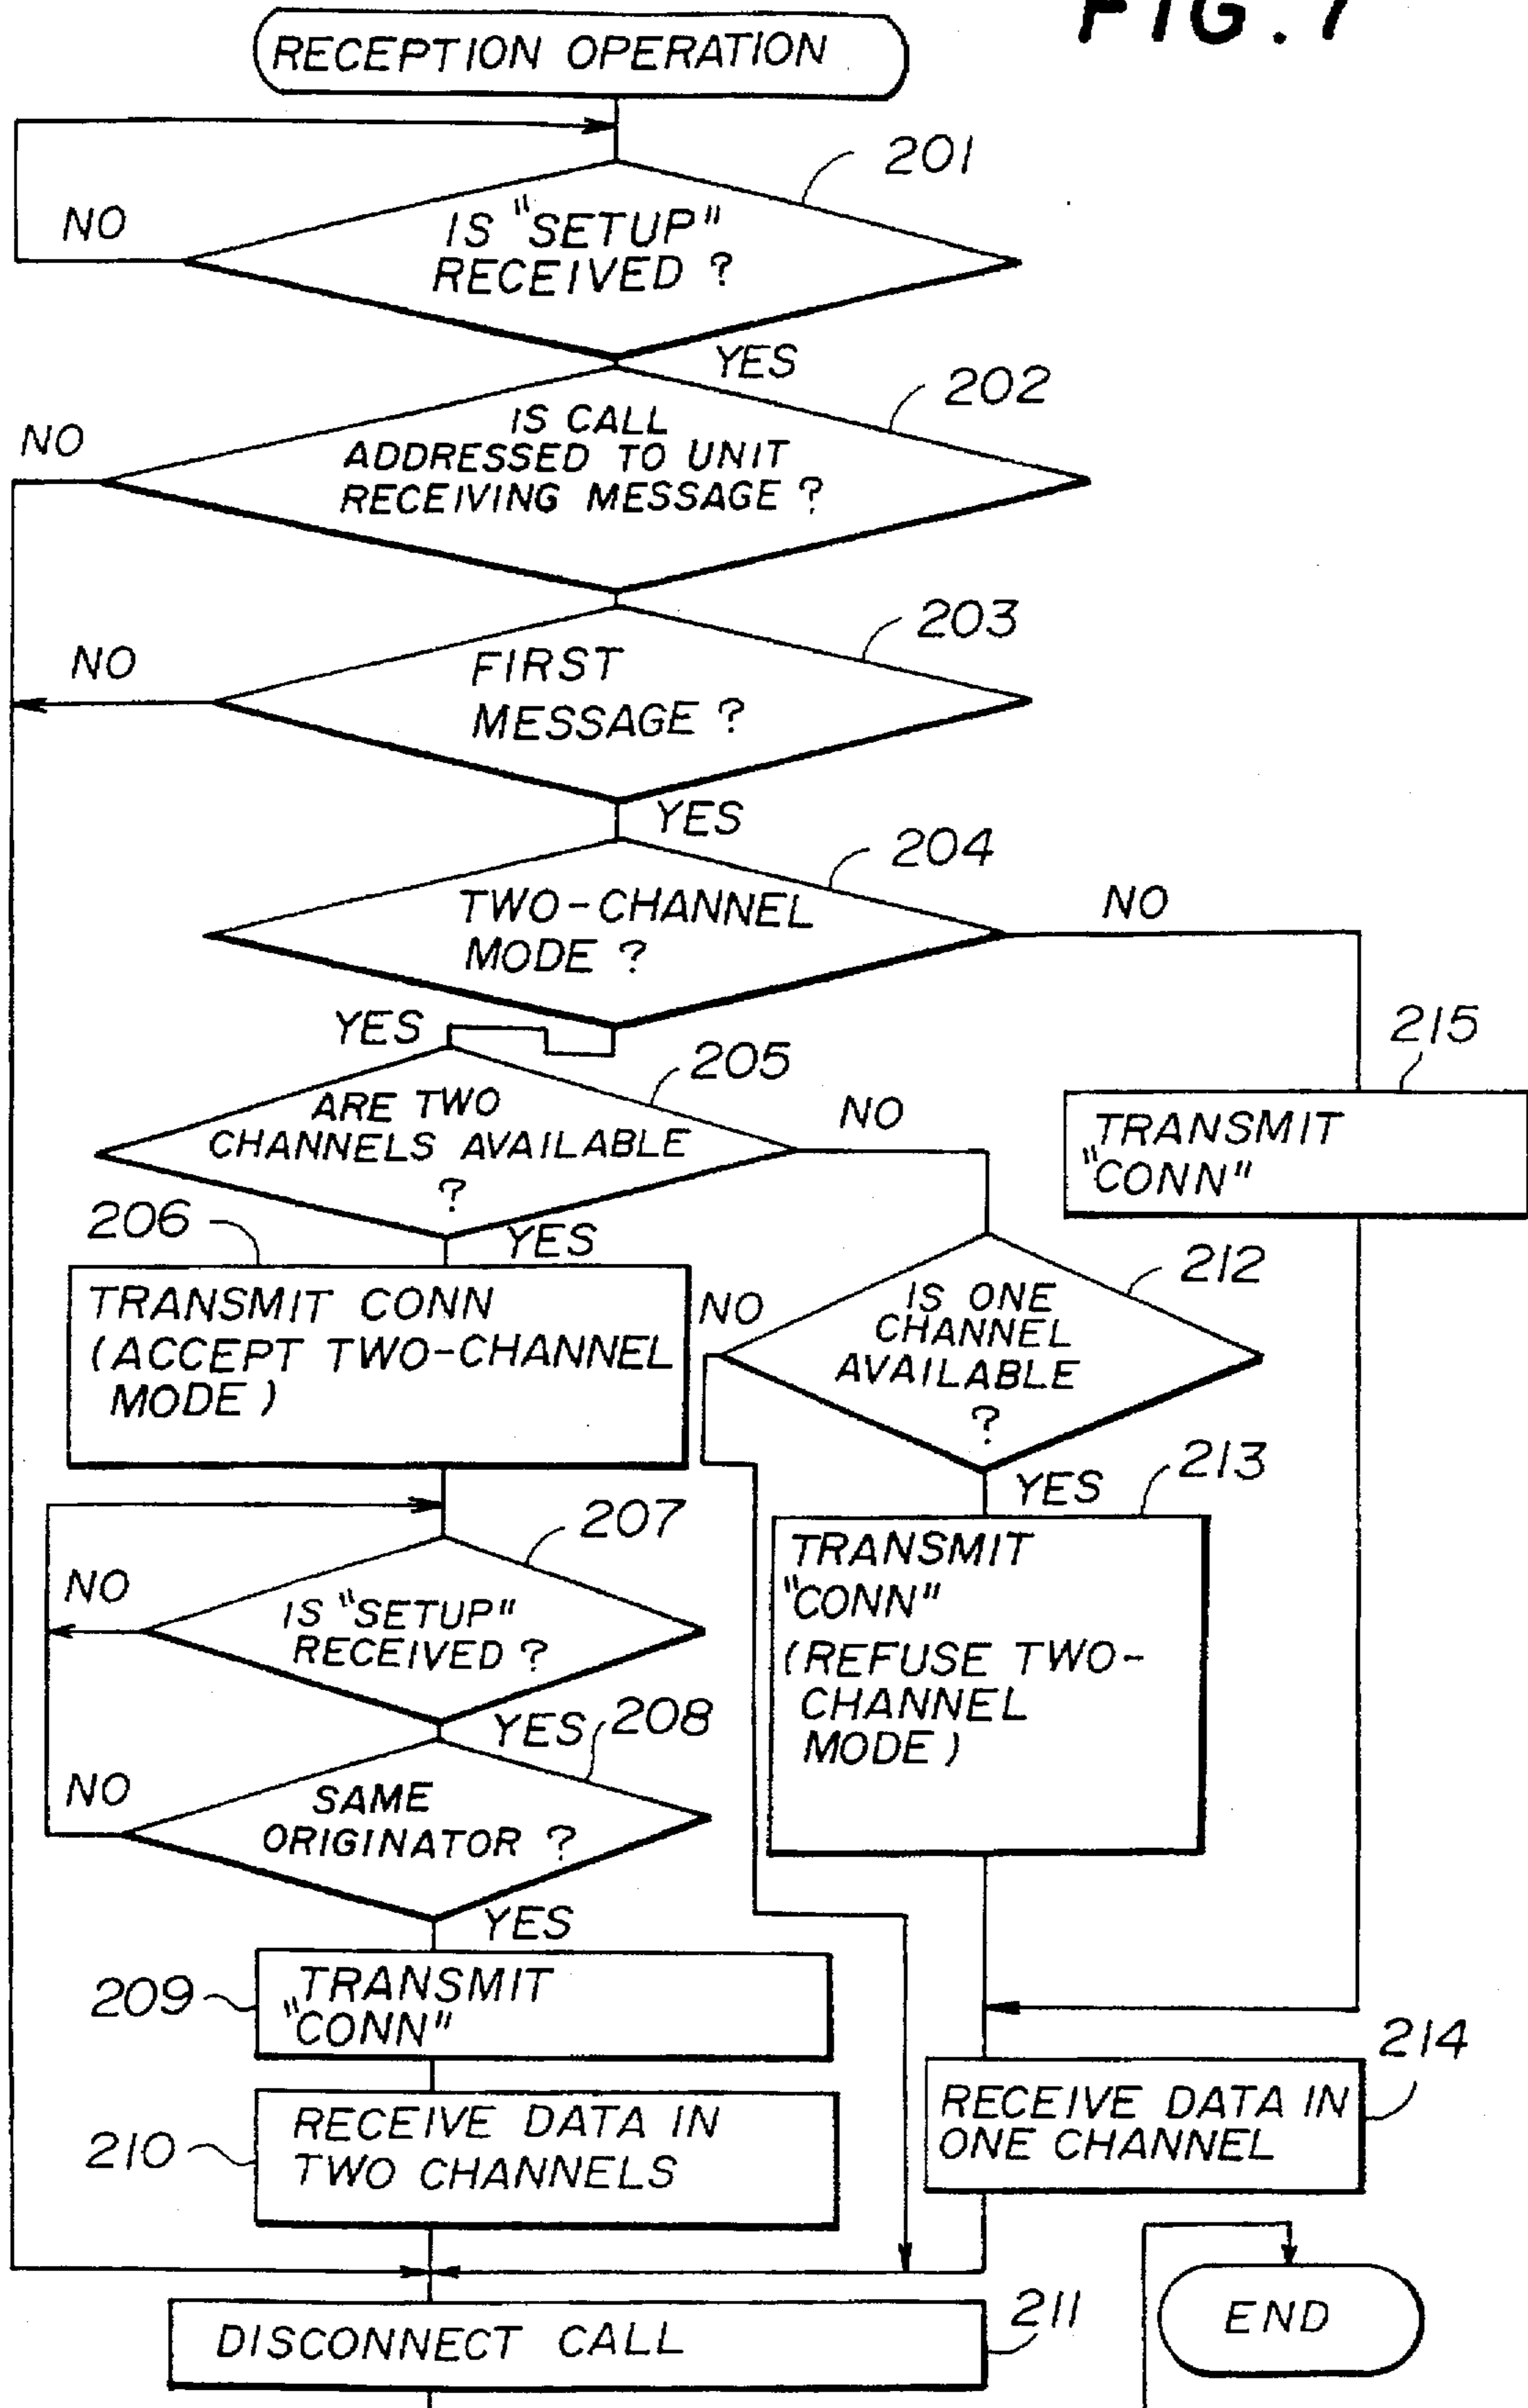 FIG. 7
RECEPTION OPERATION
201
NO
IS "SETUP"
RECEIVED ?
YES
202
NO
IS CALL
ADDRESSED TO UNIT
RECEIVING MESSAGE ?
203
NO
FIRST
MESSAGE ?
YES
204
TWO-CHANNEL
MODE ?
NO
YES
205
215
ARE TWO
CHANNELS AVAILABLE
?
NO
TRANSMIT
"CONN"
206
YES
212
TRANSMIT CONN
(ACCEPT TWO-CHANNEL
MODE)
NO
IS ONE
CHANNEL
AVAILABLE
?
YES
213
207
TRANSMIT
"CONN"
(REFUSE TWO-
CHANNEL
MODE)
NO
IS "SETUP"
RECEIVED ?
YES
208
NO
SAME
ORIGINATOR ?
YES
209
TRANSMIT
"CONN"
214
RECEIVE DATA IN
ONE CHANNEL
210
RECEIVE DATA IN
TWO CHANNELS
211
DISCONNECT CALL
END